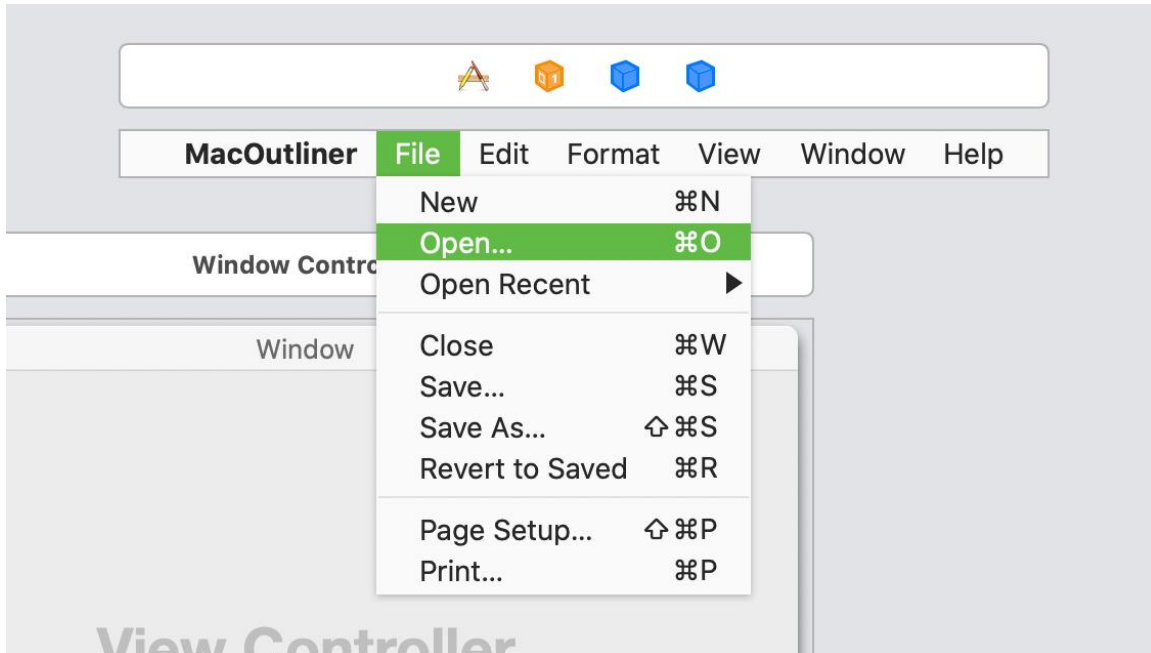 MacOutliner File Edit Format View Window Help
New ⌘N
Open... ⌘O
Open Recent ▶
Close ⌘W
Save... ⌘S
Save As... ⇧⌘S
Revert to Saved ⌘R
Page Setup... ⇧⌘P
Print... ⌘P
Window Contro
Window
View Controller